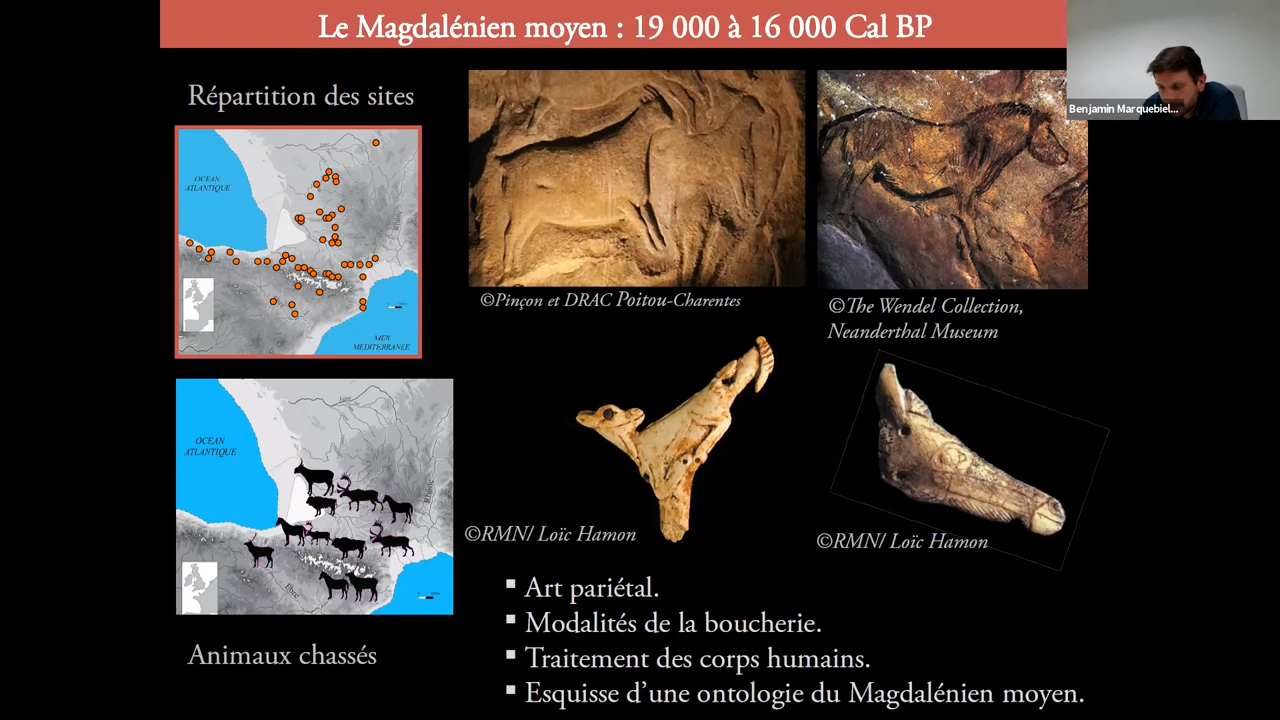 Le Magdalénien moyen : 19 000 à 16 000 Cal BP
Benjamin Marquebiel...
Répartition des sites
OCEAN
ATLANTIQUE
MER
MEDITERRANEE
©Pinçon et DRAC Poitou-Charentes
©The Wendel Collection,
Neanderthal Museum
OCEAN
ATLANTIQUE
Rhône
Ebre
©RMN/ Loïc Hamon
©RMN/ Loïc Hamon
Animaux chassés
▪ Art pariétal.
▪ Modalités de la boucherie.
▪ Traitement des corps humains.
▪ Esquisse d’une ontologie du Magdalénien moyen.